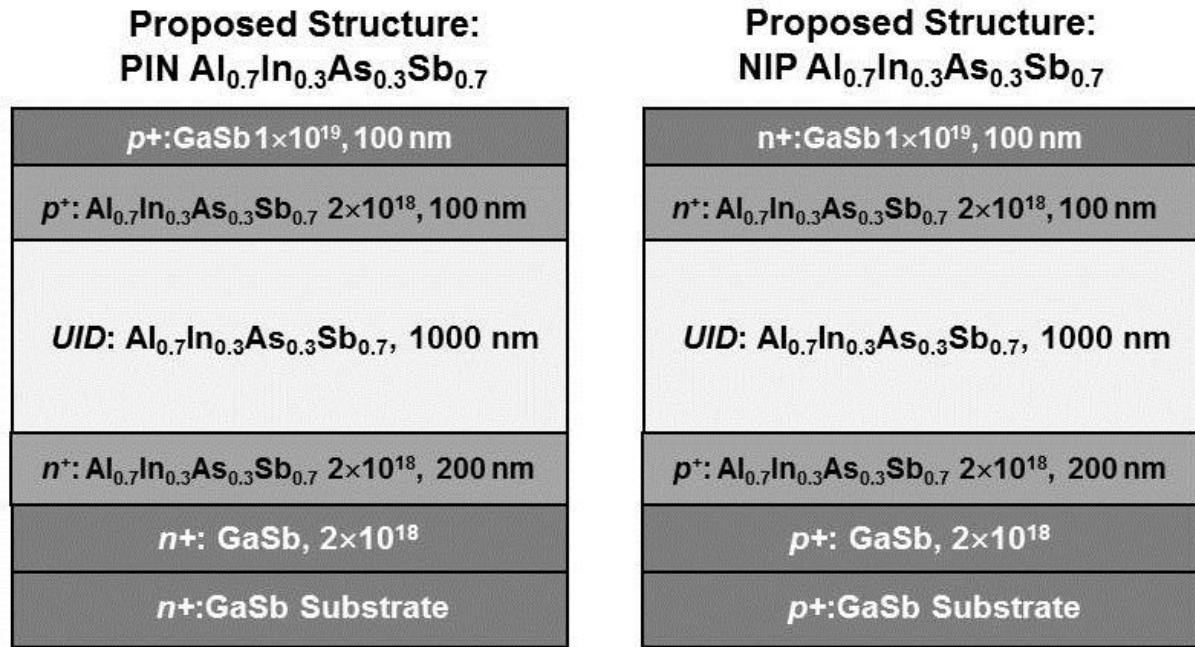 Proposed Structure:
PIN Al₀.₇In₀.₃As₀.₃Sb₀.₇
p+:GaSb 1×10¹⁹, 100 nm
p⁺: Al₀.₇In₀.₃As₀.₃Sb₀.₇ 2×10¹⁸, 100 nm
UID: Al₀.₇In₀.₃As₀.₃Sb₀.₇, 1000 nm
n⁺: Al₀.₇In₀.₃As₀.₃Sb₀.₇ 2×10¹⁸, 200 nm
n+: GaSb, 2×10¹⁸
n+:GaSb Substrate
Proposed Structure:
NIP Al₀.₇In₀.₃As₀.₃Sb₀.₇
n+:GaSb 1×10¹⁹, 100 nm
n⁺: Al₀.₇In₀.₃As₀.₃Sb₀.₇ 2×10¹⁸, 100 nm
UID: Al₀.₇In₀.₃As₀.₃Sb₀.₇, 1000 nm
p⁺: Al₀.₇In₀.₃As₀.₃Sb₀.₇ 2×10¹⁸, 200 nm
p+: GaSb, 2×10¹⁸
p+:GaSb Substrate